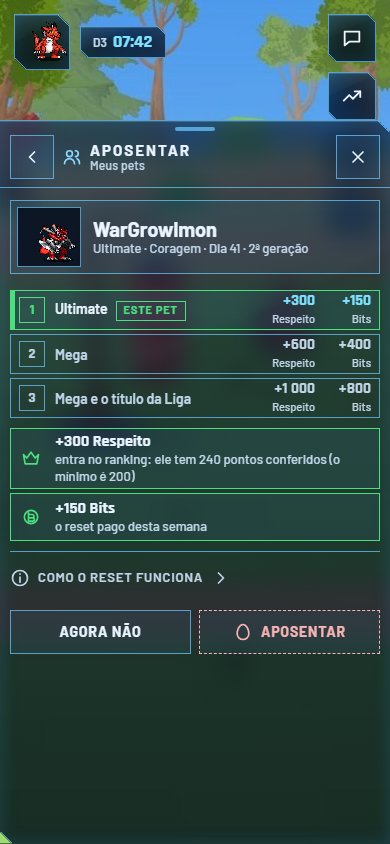 D3 07:42
APOSENTAR
Meus pets
WarGrowlmon
Ultimate · Coragem · Dia 41 · 2ª geração
1 Ultimate ESTE PET +300 +150
Respeito Bits
2 Mega +600 +400
Respeito Bits
3 Mega e o título da Liga +1 000 +800
Respeito Bits
+300 Respeito
entra no ranking: ele tem 240 pontos conferidos (o
mínimo é 200)
+150 Bits
o reset pago desta semana
COMO O RESET FUNCIONA
AGORA NÃO APOSENTAR